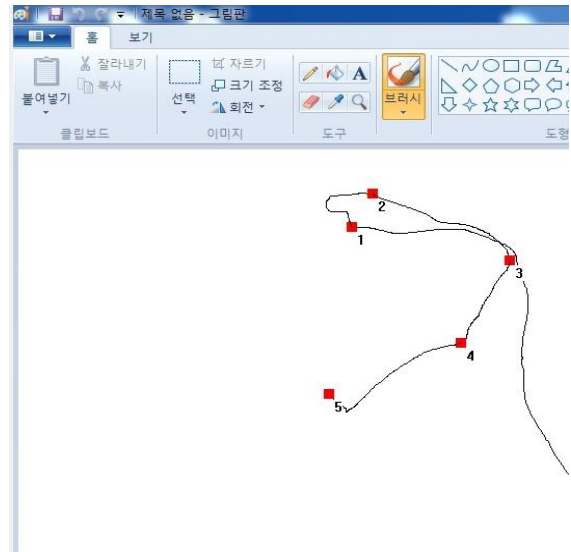 제목 없음 - 그림판
홈 보기
붙여넣기
잘라내기
복사
클립보드
선택
자르기
크기 조정
회전
이미지
A
도구
브러시
도형
1
2
3
4
5